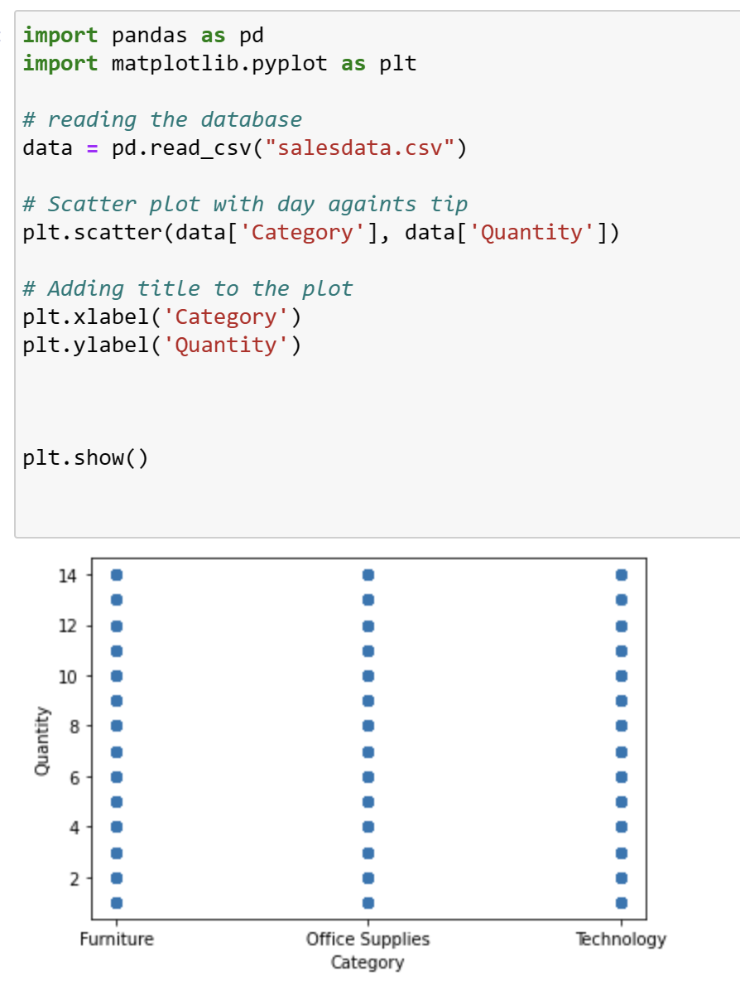 import pandas as pd
import matplotlib.pyplot as plt
# reading the database
data = pd.read_csv("salesdata.csv")
# Scatter plot with day againts tip
plt.scatter(data['Category'], data['Quantity'])
# Adding title to the plot
plt.xlabel('Category')
plt.ylabel('Quantity')
plt.show()
14
12
10
8
6
4
2
Quantity
Furniture Office Supplies Technology
Category